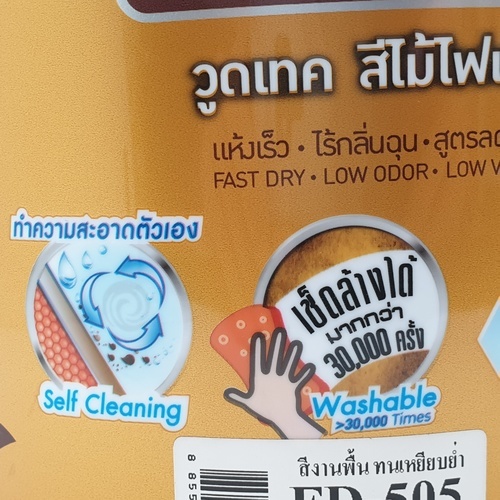 วูดเทค สีไม้ไฟเ
แห้งเร็ว • ไร้กลิ่นฉุน • สูตรลด
FAST DRY • LOW ODOR • LOW V
ทำความสะอาดตัวเอง
Self Cleaning
เช็ดล้างได้
มากกว่า
30,000 ครั้ง
Washable
>30,000 Times
สีงานพื้น ทนเหยียบย่ำ
ED-505
8 855